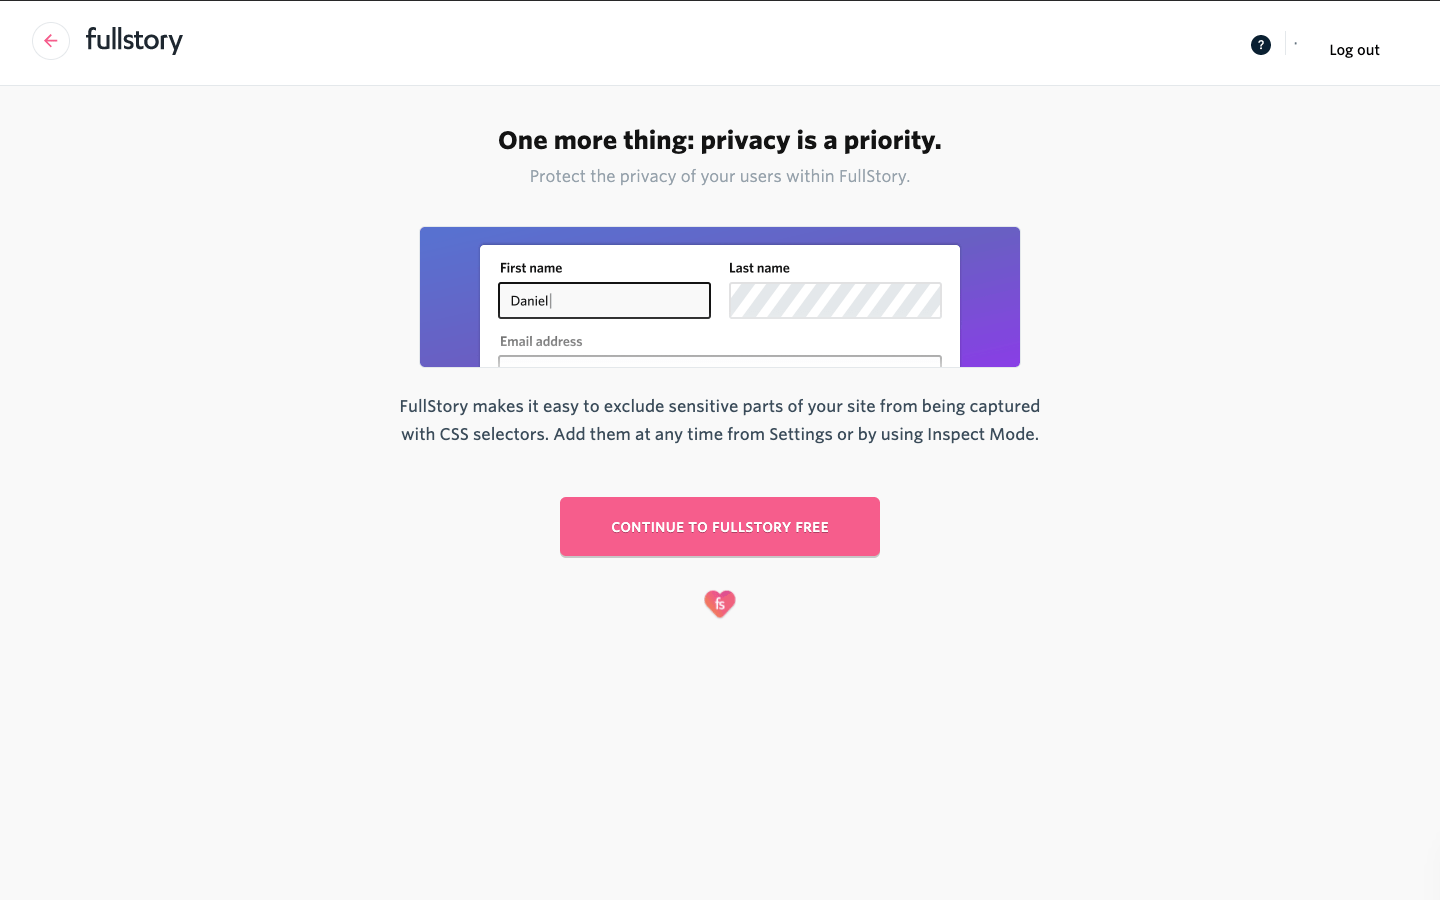 fullstory
?
Log out
One more thing: privacy is a priority.
Protect the privacy of your users within FullStory.
First name
Last name
Daniel
Email address
FullStory makes it easy to exclude sensitive parts of your site from being captured
with CSS selectors. Add them at any time from Settings or by using Inspect Mode.
CONTINUE TO FULLSTORY FREE
fs